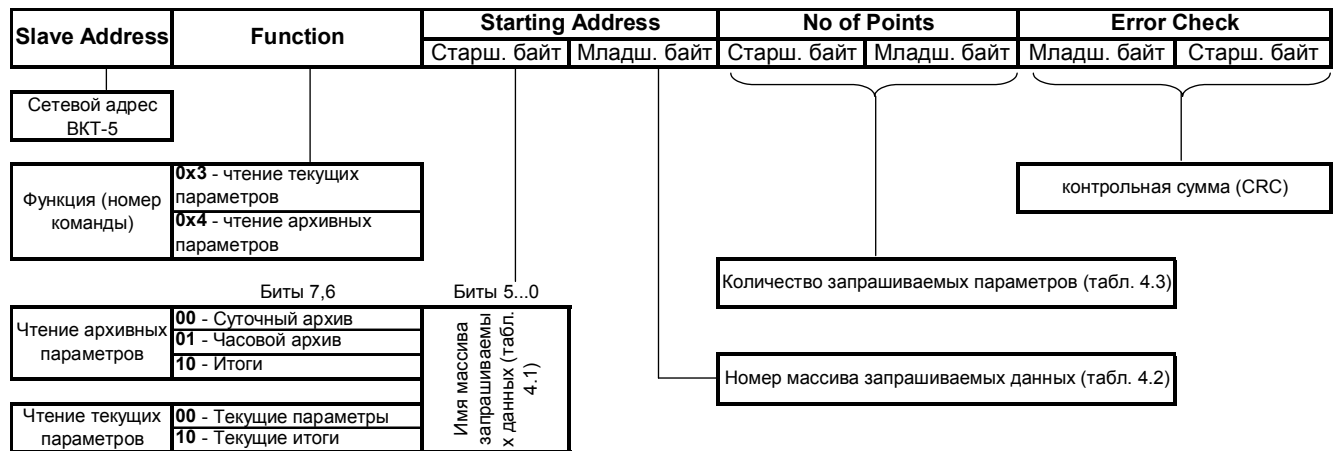 Slave Address Function Starting Address No of Points Error Check
Старш. байт Младш. байт Старш. байт Младш. байт Младш. байт Старш. байт
Сетевой адрес
ВКТ-5
Функция (номер
команды)
0x3 - чтение текущих
параметров
0x4 - чтение архивных
параметров
контрольная сумма (CRC)
Количество запрашиваемых параметров (табл. 4.3)
Биты 7,6 Биты 5...0
Чтение архивных
параметров
00 - Суточный архив
01 - Часовой архив
10 - Итоги
Имя массива
запрашиваемы
х данных (табл.
4.1)
Номер массива запрашиваемых данных (табл. 4.2)
Чтение текущих
параметров
00 - Текущие параметры
10 - Текущие итоги